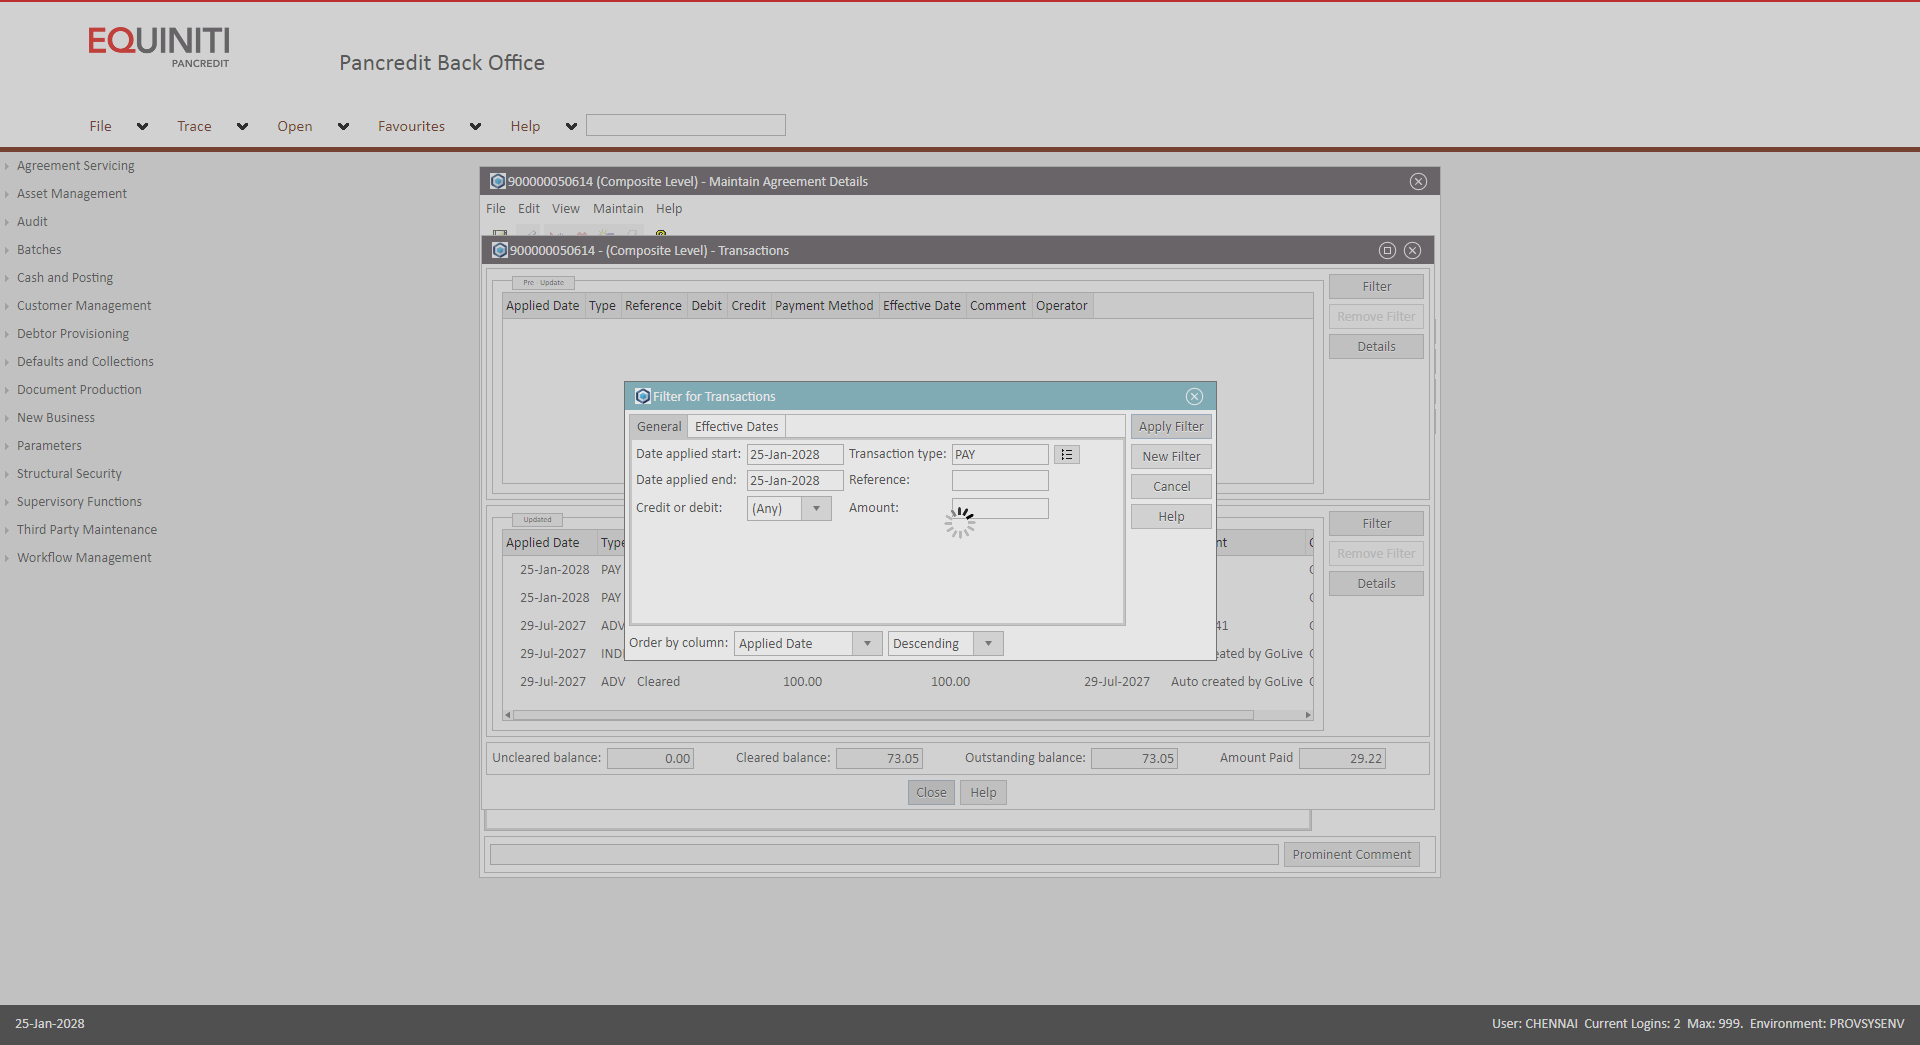 EQUINITI
PANCREDIT
Pancredit Back Office
File Trace Open Favourites Help
Agreement Servicing
Asset Management
Audit
Batches
Cash and Posting
Customer Management
Debtor Provisioning
Defaults and Collections
Document Production
New Business
Parameters
Structural Security
Supervisory Functions
Third Party Maintenance
Workflow Management
900000050614 (Composite Level) - Maintain Agreement Details
File Edit View Maintain Help
900000050614 - (Composite Level) - Transactions
Pre - Update
Applied Date Type Reference Debit Credit Payment Method Effective Date Comment Operator
Filter
Remove Filter
Details
Filter for Transactions
General Effective Dates
Date applied start: 25-Jan-2028 Transaction type: PAY
Date applied end: 25-Jan-2028 Reference:
Credit or debit: (Any) Amount:
Apply Filter
New Filter
Cancel
Help
Order by column: Applied Date Descending
Updated
Applied Date Type
25-Jan-2028 PAY
25-Jan-2028 PAY
29-Jul-2027 ADV 41
29-Jul-2027 IND ated by GoLive
29-Jul-2027 ADV Cleared 100.00 100.00 29-Jul-2027 Auto created by GoLive
Filter
Remove Filter
Details
Uncleared balance: 0.00 Cleared balance: 73.05 Outstanding balance: 73.05 Amount Paid 29.22
Close Help
Prominent Comment
25-Jan-2028
User: CHENNAI Current Logins: 2 Max: 999. Environment: PROVSYSENV